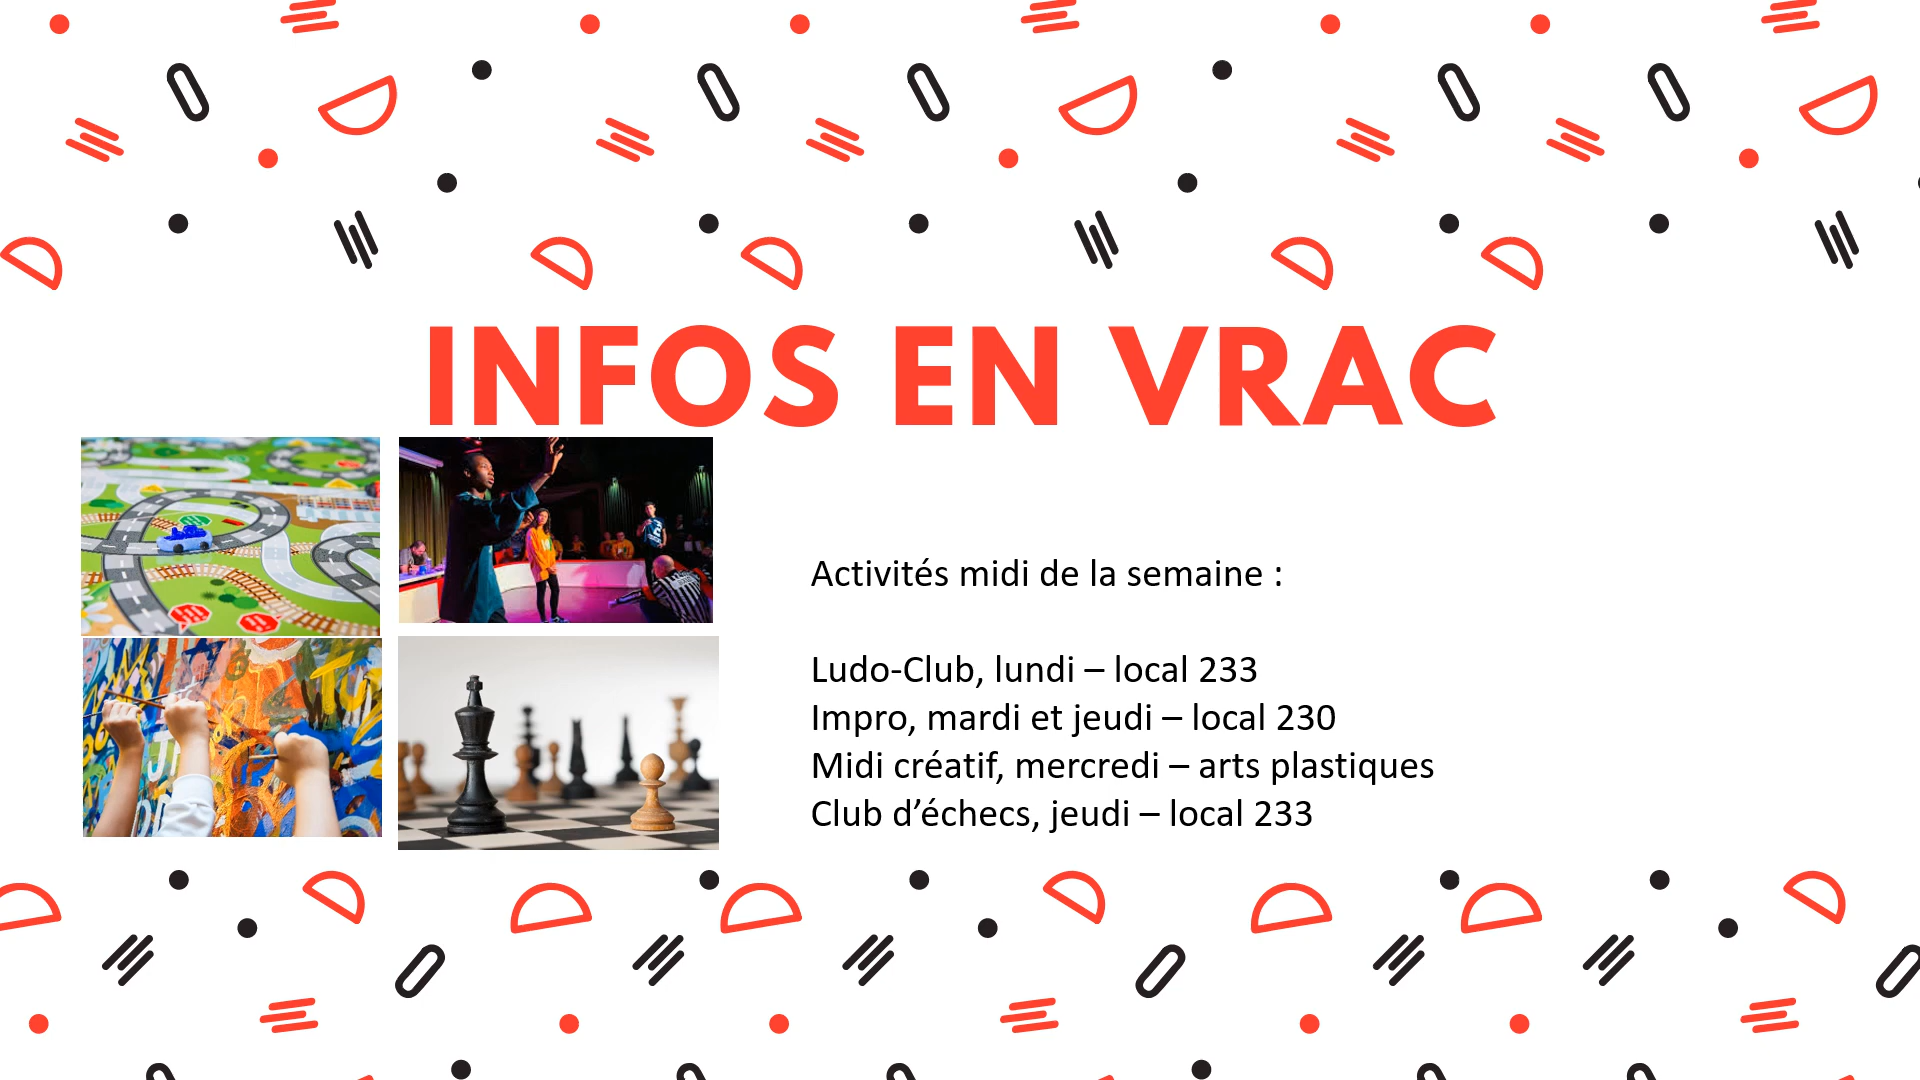 INFOS EN VRAC
Activités midi de la semaine :
Ludo-Club, lundi – local 233
Impro, mardi et jeudi – local 230
Midi créatif, mercredi – arts plastiques
Club d’échecs, jeudi – local 233